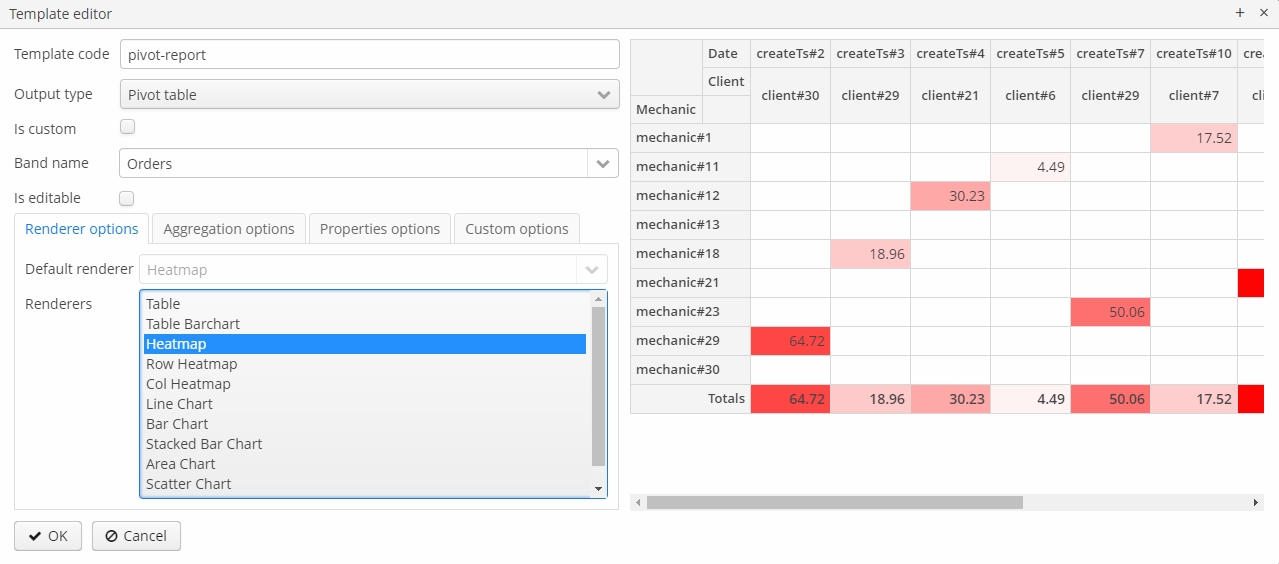 Template editor
Template code pivot-report
Output type Pivot table
Is custom
Band name Orders
Is editable
Renderer options Aggregation options Properties options Custom options
Default renderer Heatmap
Renderers
Table
Table Barchart
Heatmap
Row Heatmap
Col Heatmap
Line Chart
Bar Chart
Stacked Bar Chart
Area Chart
Scatter Chart
OK Cancel
Date createTs#2 createTs#3 createTs#4 createTs#5 createTs#7 createTs#10
Client client#30 client#29 client#21 client#6 client#29 client#7
Mechanic
mechanic#1 17.52
mechanic#11 4.49
mechanic#12 30.23
mechanic#13
mechanic#18 18.96
mechanic#21
mechanic#23 50.06
mechanic#29 64.72
mechanic#30
Totals 64.72 18.96 30.23 4.49 50.06 17.52